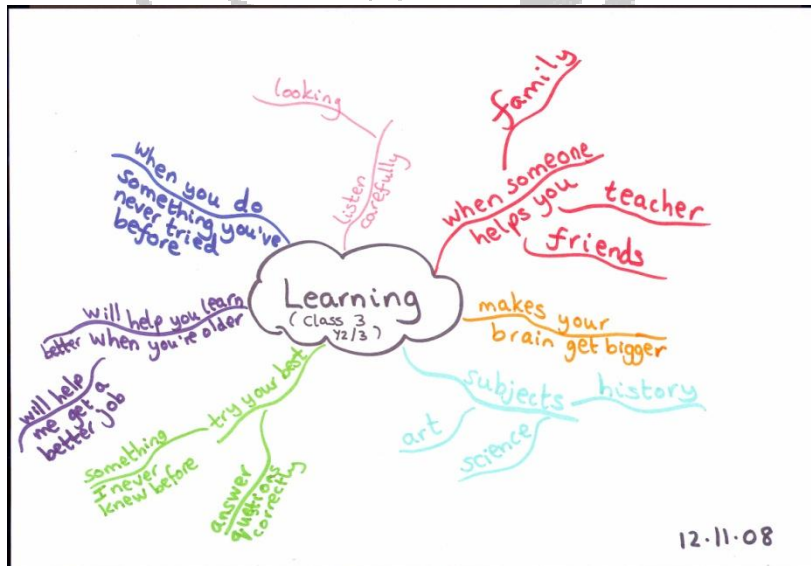 Learning
(Class 3
Y2/3)
looking
listen
carefully
family
when someone
helps you
teacher
friends
makes your
brain get bigger
subjects
history
art
science
try your best
something
I never
knew before
answer
questions
correctly
will help you learn
better when you're older
will help
me get a
better job
when you do
something you've
never tried
before
12.11.08